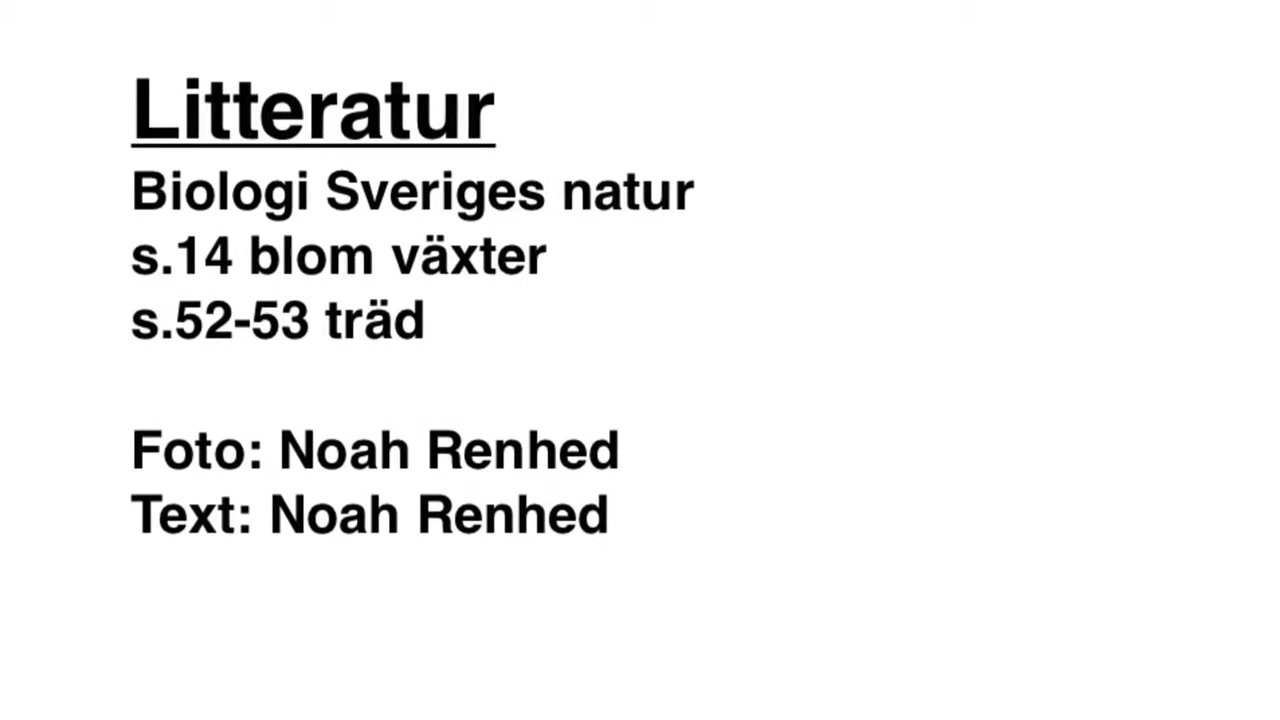 Litteratur
Biologi Sveriges natur
s.14 blom växter
s.52-53 träd
Foto: Noah Renhed
Text: Noah Renhed